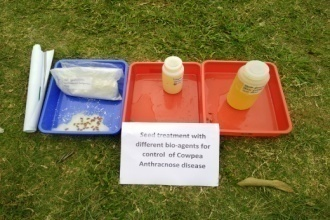 Seed treatment with
different bio-agents for
control of Cowpea
Anthracnose disease